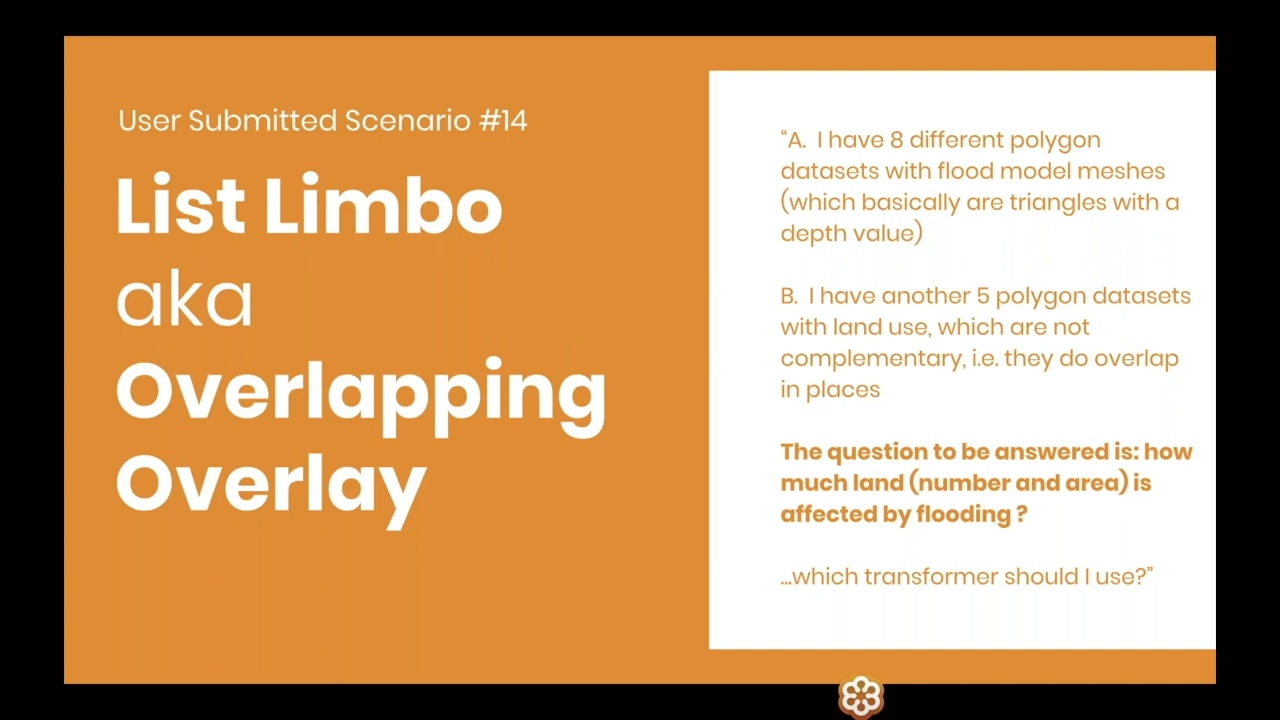 User Submitted Scenario #14
List Limbo
aka
Overlapping
Overlay
“A. I have 8 different polygon
datasets with flood model meshes
(which basically are triangles with a
depth value)
B. I have another 5 polygon datasets
with land use, which are not
complementary, i.e. they do overlap
in places
The question to be answered is: how
much land (number and area) is
affected by flooding ?
...which transformer should I use?”